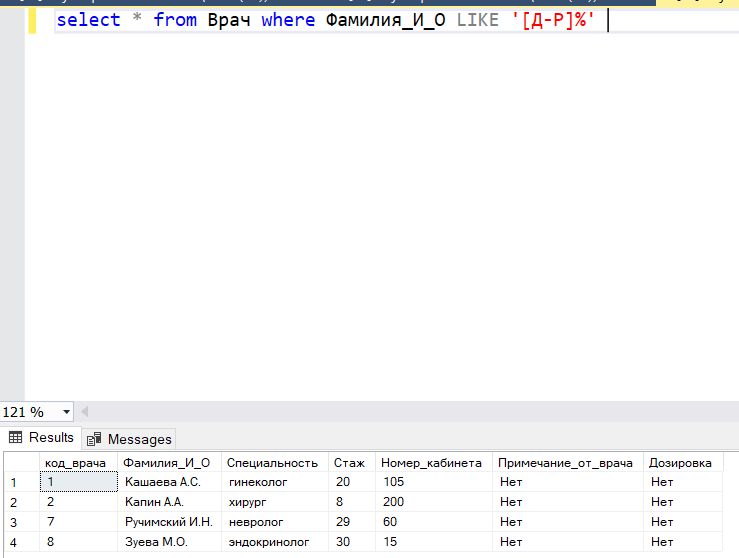 select * from Врач where Фамилия_И_О LIKE '[Д-Р]%'
121 %
Results Messages
код_врача Фамилия_И_О Специальность Стаж Номер_кабинета Примечание_от_врача Дозировка
1 1 Кашаева А.С. гинеколог 20 105 Нет Нет
2 2 Капин А.А. хирург 8 200 Нет Нет
3 7 Ручимский И.Н. невролог 29 60 Нет Нет
4 8 Зуева М.О. эндокринолог 30 15 Нет Нет